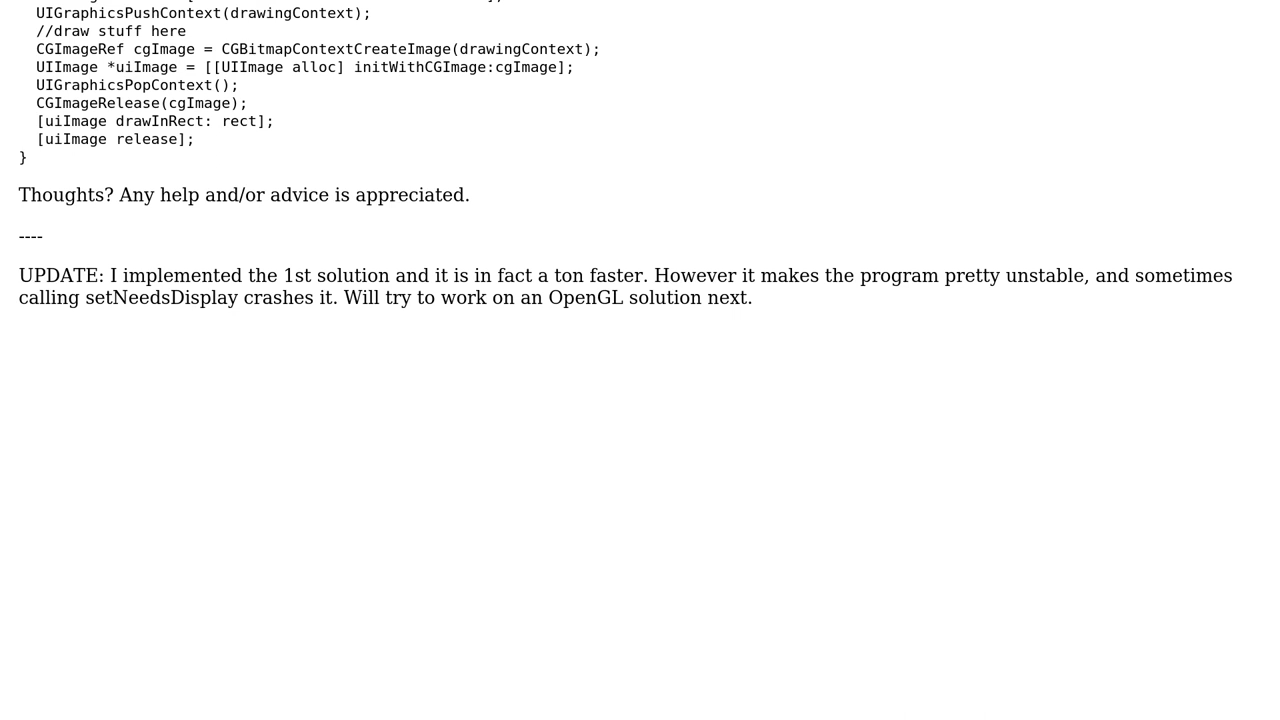 UIGraphicsPushContext(drawingContext);
//draw stuff here
CGImageRef cgImage = CGBitmapContextCreateImage(drawingContext);
UIImage *uiImage = [[UIImage alloc] initWithCGImage:cgImage];
UIGraphicsPopContext();
CGImageRelease(cgImage);
[uiImage drawInRect: rect];
[uiImage release];
}
Thoughts? Any help and/or advice is appreciated.
----
UPDATE: I implemented the 1st solution and it is in fact a ton faster. However it makes the program pretty unstable, and sometimes
calling setNeedsDisplay crashes it. Will try to work on an OpenGL solution next.